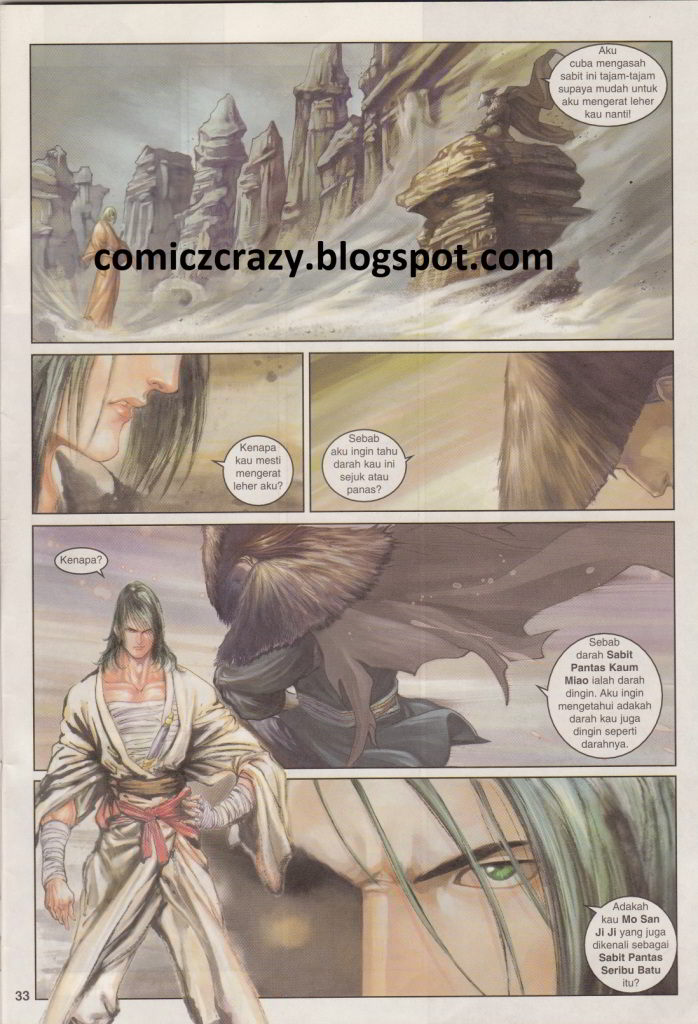 Aku
cuba mengasah
sabit ini tajam-tajam
supaya mudah untuk
aku mengerat leher
kau nanti!
comiczcrazy.blogspot.com
Kenapa
kau mesti
mengerat
leher aku?
Sebab
aku ingin tahu
darah kau ini
sejuk atau
panas?
Kenapa?
Sebab
darah Sabit
Pantas Kaum
Miao ialah darah
dingin. Aku ingin
mengetahui adakah
darah kau juga
dingin seperti
darahnya.
Adakah
kau Mo San
Ji Ji yang juga
dikenali sebagai
Sabit Pantas
Seribu Batu
itu?
33